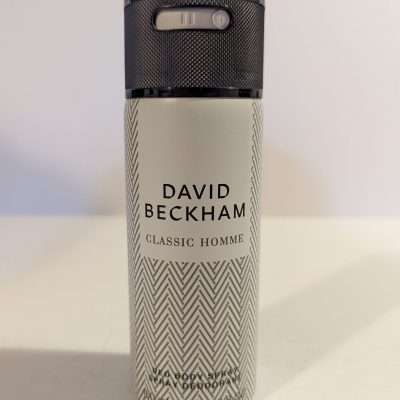 DAVID
BECKHAM
CLASSIC HOMME
DEO BODY SPRAY
SPRAY DÉODORANT